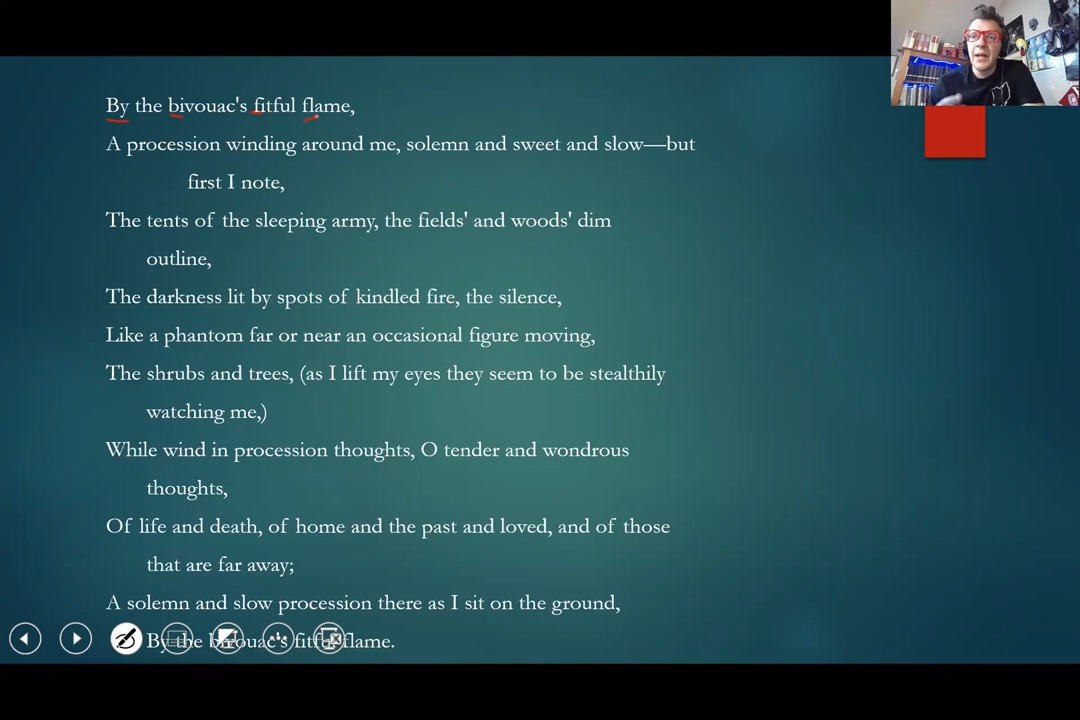 By the bivouac's fitful flame,
A procession winding around me, solemn and sweet and slow—but
first I note,
The tents of the sleeping army, the fields' and woods' dim
outline,
The darkness lit by spots of kindled fire, the silence,
Like a phantom far or near an occasional figure moving,
The shrubs and trees, (as I lift my eyes they seem to be stealthily
watching me,)
While wind in procession thoughts, O tender and wondrous
thoughts,
Of life and death, of home and the past and loved, and of those
that are far away;
A solemn and slow procession there as I sit on the ground,
By the bivouac's fitful flame.